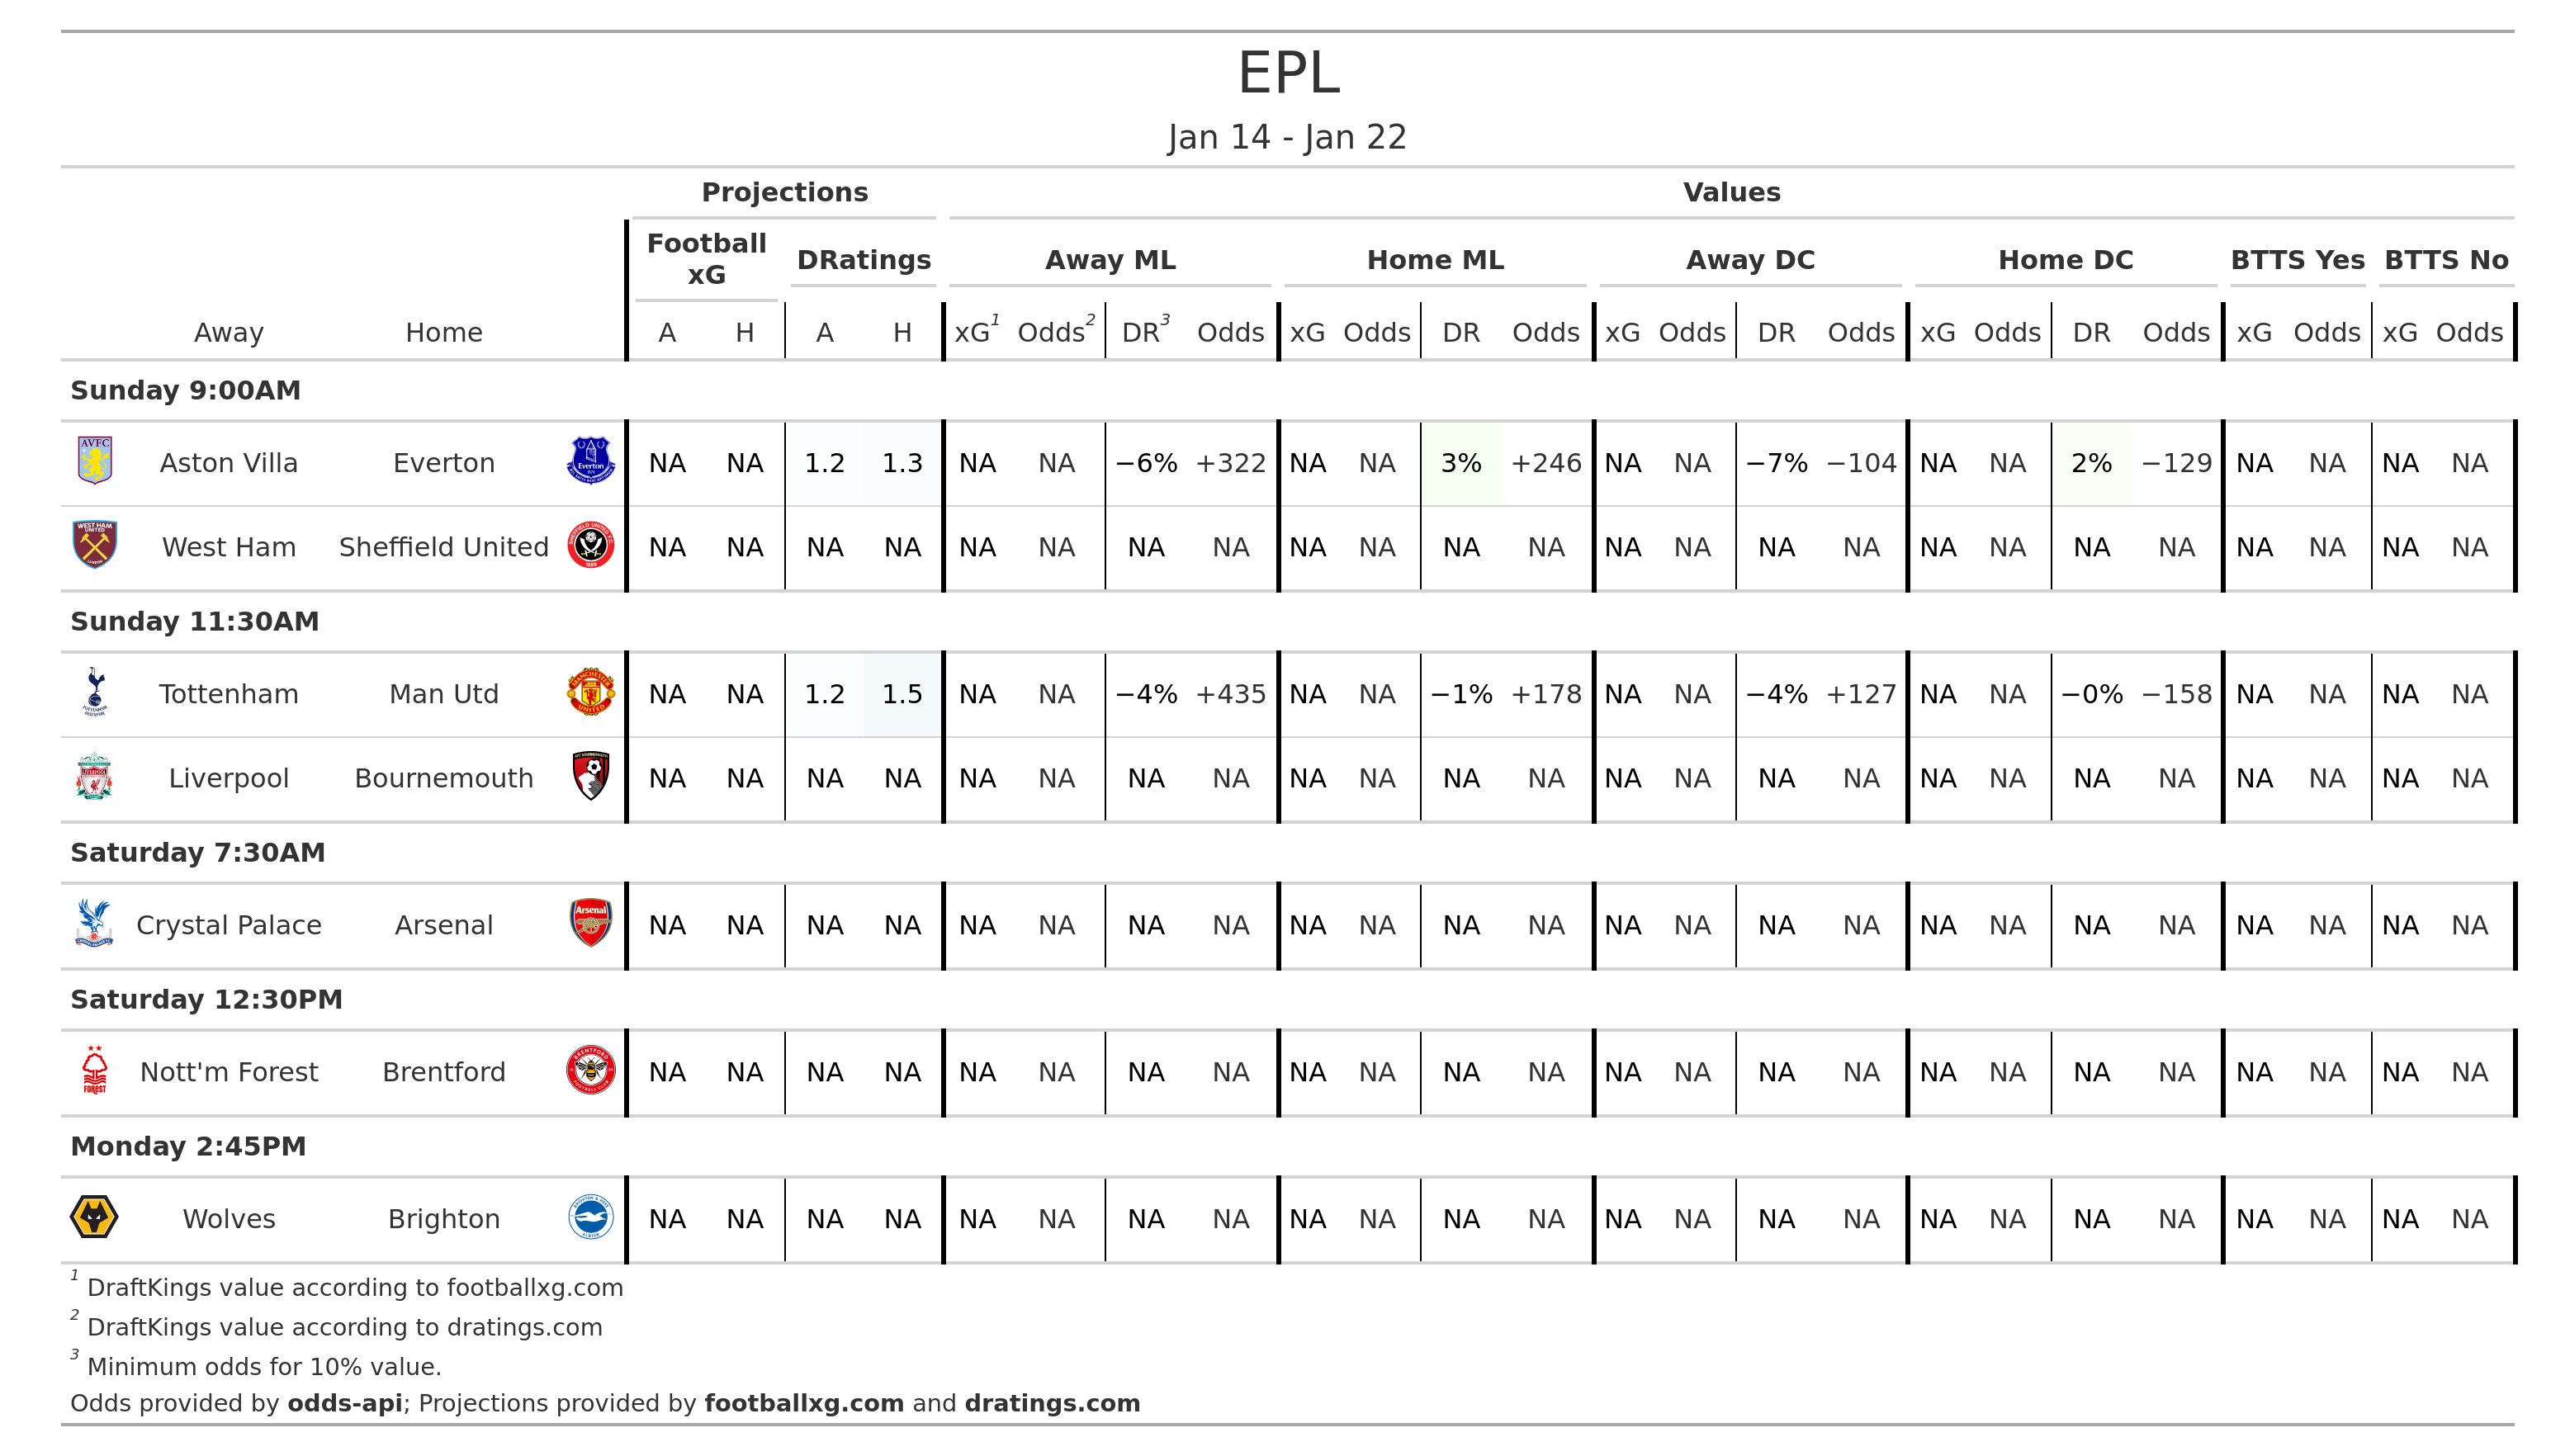 EPL
Jan 14 - Jan 22
Projections Values
Football xG DRatings Away ML Home ML Away DC Home DC BTTS Yes BTTS No
Away Home A H A H xG1 Odds2 DR3 Odds xG Odds DR Odds xG Odds DR Odds xG Odds DR Odds xG Odds xG Odds
Sunday 9:00AM
Aston Villa Everton NA NA 1.2 1.3 NA NA −6% +322 NA NA 3% +246 NA NA −7% −104 NA NA 2% −129 NA NA NA NA
West Ham Sheffield United NA NA NA NA NA NA NA NA NA NA NA NA NA NA NA NA NA NA NA NA NA NA NA NA
Sunday 11:30AM
Tottenham Man Utd NA NA 1.2 1.5 NA NA −4% +435 NA NA −1% +178 NA NA −4% +127 NA NA −0% −158 NA NA NA NA
Liverpool Bournemouth NA NA NA NA NA NA NA NA NA NA NA NA NA NA NA NA NA NA NA NA NA NA NA NA
Saturday 7:30AM
Crystal Palace Arsenal NA NA NA NA NA NA NA NA NA NA NA NA NA NA NA NA NA NA NA NA NA NA NA NA
Saturday 12:30PM
Nott'm Forest Brentford NA NA NA NA NA NA NA NA NA NA NA NA NA NA NA NA NA NA NA NA NA NA NA NA
Monday 2:45PM
Wolves Brighton NA NA NA NA NA NA NA NA NA NA NA NA NA NA NA NA NA NA NA NA NA NA NA NA
1 DraftKings value according to footballxg.com
2 DraftKings value according to dratings.com
3 Minimum odds for 10% value.
Odds provided by odds-api; Projections provided by footballxg.com and dratings.com